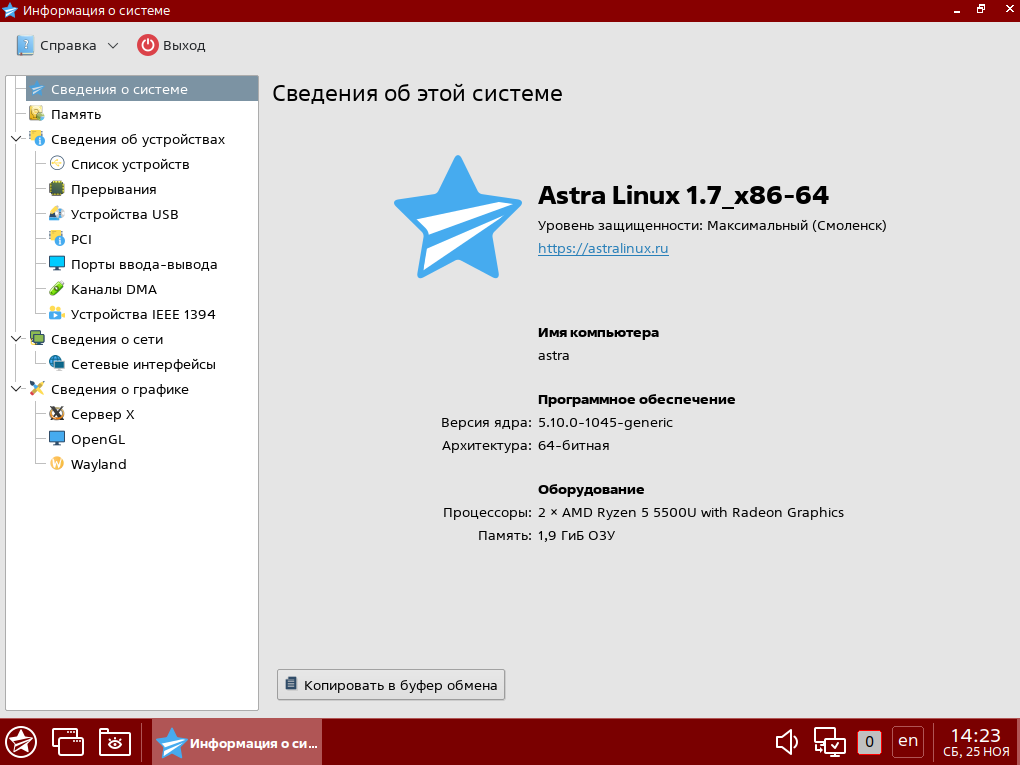 Информация о системе
Справка
Выход
Сведения о системе
Память
Сведения об устройствах
Список устройств
Прерывания
Устройства USB
PCI
Порты ввода-вывода
Каналы DMA
Устройства IEEE 1394
Сведения о сети
Сетевые интерфейсы
Сведения о графике
Сервер X
OpenGL
Wayland
Сведения об этой системе
Astra Linux 1.7_x86-64
Уровень защищенности: Максимальный (Смоленск)
https://astralinux.ru
Имя компьютера
astra
Программное обеспечение
Версия ядра: 5.10.0-1045-generic
Архитектура: 64-битная
Оборудование
Процессоры: 2 × AMD Ryzen 5 5500U with Radeon Graphics
Память: 1,9 ГиБ ОЗУ
Копировать в буфер обмена
Информация о си...
0
en
14:23
СБ, 25 НОЯ